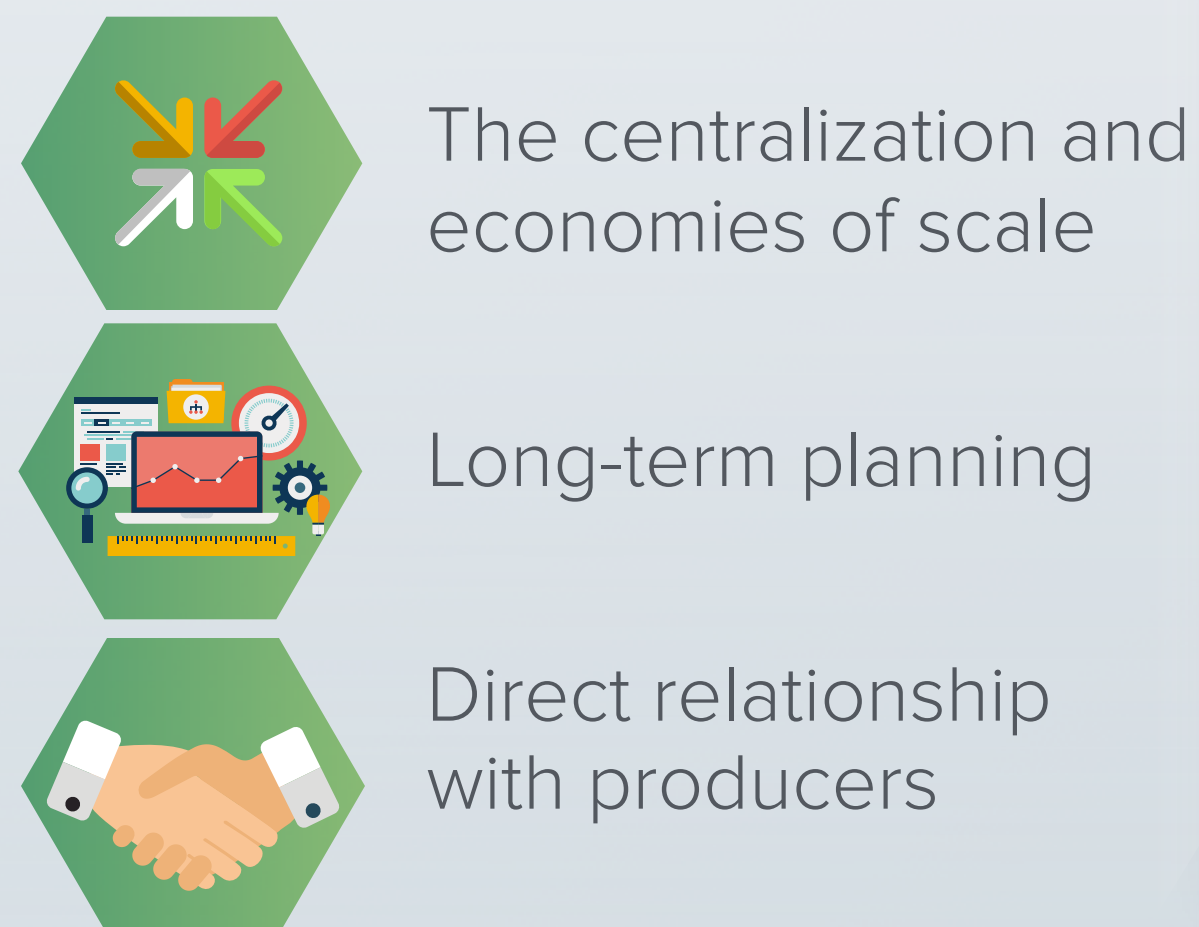 The centralization and
economies of scale
Long-term planning
Direct relationship
with producers